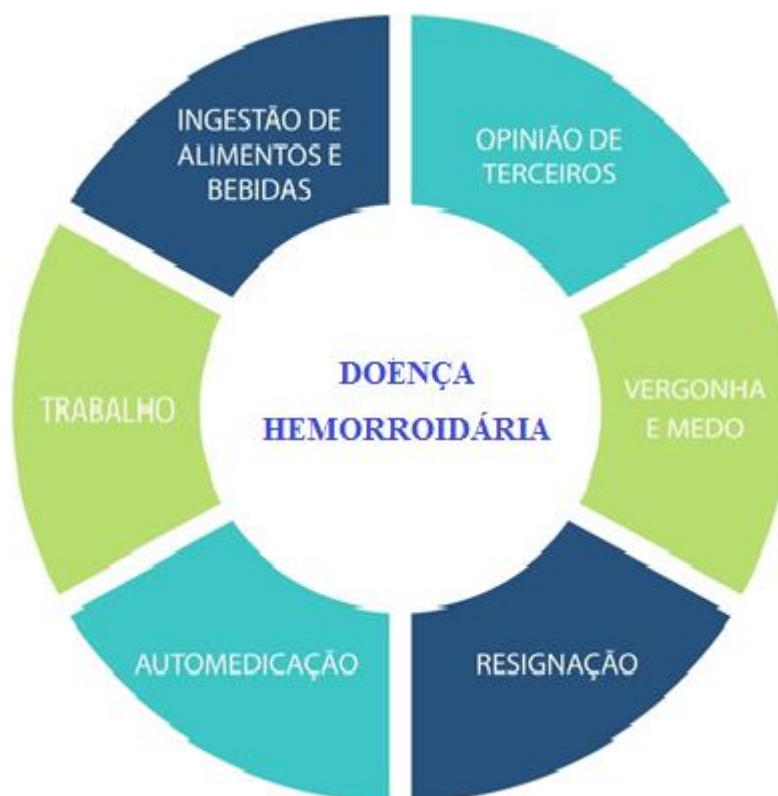 INGESTÃO DE
ALIMENTOS E
BEBIDAS
OPINIÃO DE
TERCEIROS
TRABALHO
DOENÇA
HEMORROIDÁRIA
VERGONHA
E MEDO
AUTOMEDICAÇÃO
RESIGNAÇÃO